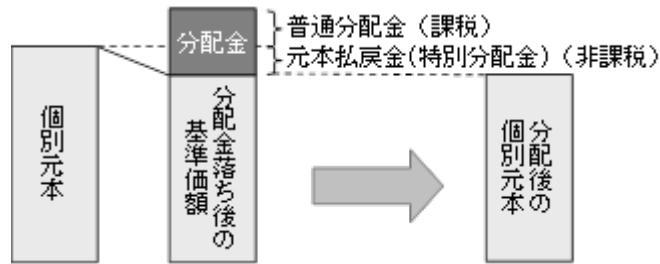 分配金
普通分配金（課税）
元本払戻金(特別分配金)（非課税）
個別元本
分配金落ち後の
基準価額
分配後の
個別元本